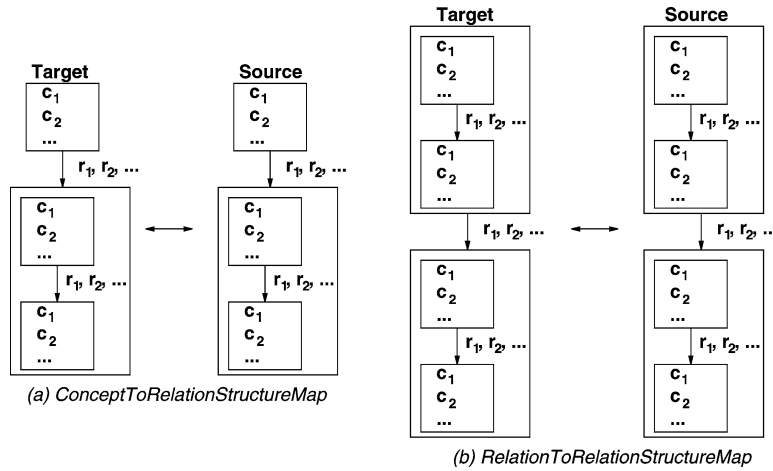 Target Source
c1 c1
c2 c2
... ...
r1, r2, ... r1, r2, ...
c1 c1
c2 c2
... ...
r1, r2, ... r1, r2, ...
c1 c1
c2 c2
... ...
(a) ConceptToRelationStructureMap
Target Source
c1 c1
c2 c2
... ...
r1, r2, ... r1, r2, ...
c1 c1
c2 c2
... ...
r1, r2, ... r1, r2, ...
c1 c1
c2 c2
... ...
r1, r2, ... r1, r2, ...
c1 c1
c2 c2
... ...
(b) RelationToRelationStructureMap